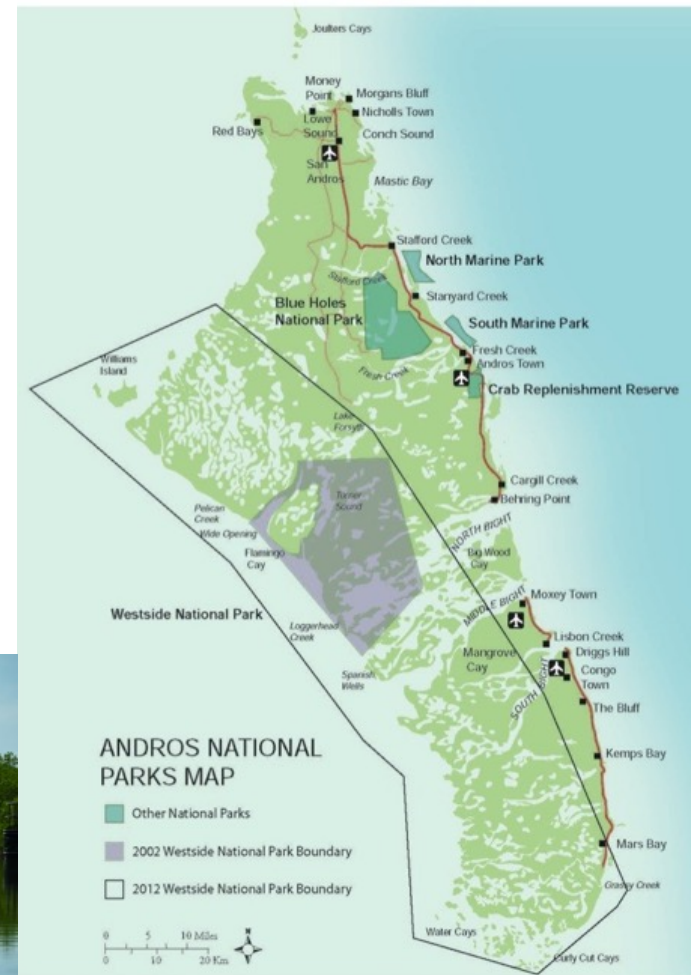 Joulters Cays
Money
Point
Morgans Bluff
Nicholls Town
Lowe
Sound
Red Bays
Conch Sound
San
Andros
Mastic Bay
Stafford Creek
North Marine Park
Stafford Creek
Blue Holes
National Park
Stanyard Creek
South Marine Park
Fresh Creek
Andros Town
Fresh Creek
Crab Replenishment Reserve
Williams
Island
Lake
Forsyth
Cargill Creek
Behring Point
Turner
Sound
Pelican
Creek
Wide Opening
Flamingo
Cay
NORTH BIGHT
Big Wood
Cay
Westside National Park
Loggerhead
Creek
MIDDLE BIGHT
Moxey Town
Lisbon Creek
Driggs Hill
Mangrove
Cay
Congo
Town
SOUTH BIGHT
Spanish
Wells
The Bluff
Kemps Bay
ANDROS NATIONAL
PARKS MAP
Other National Parks
2002 Westside National Park Boundary
2012 Westside National Park Boundary
Mars Bay
Grassy Creek
Water Cays
Curly Cut Cays
0 5 10 Miles
0 10 20 Km
N